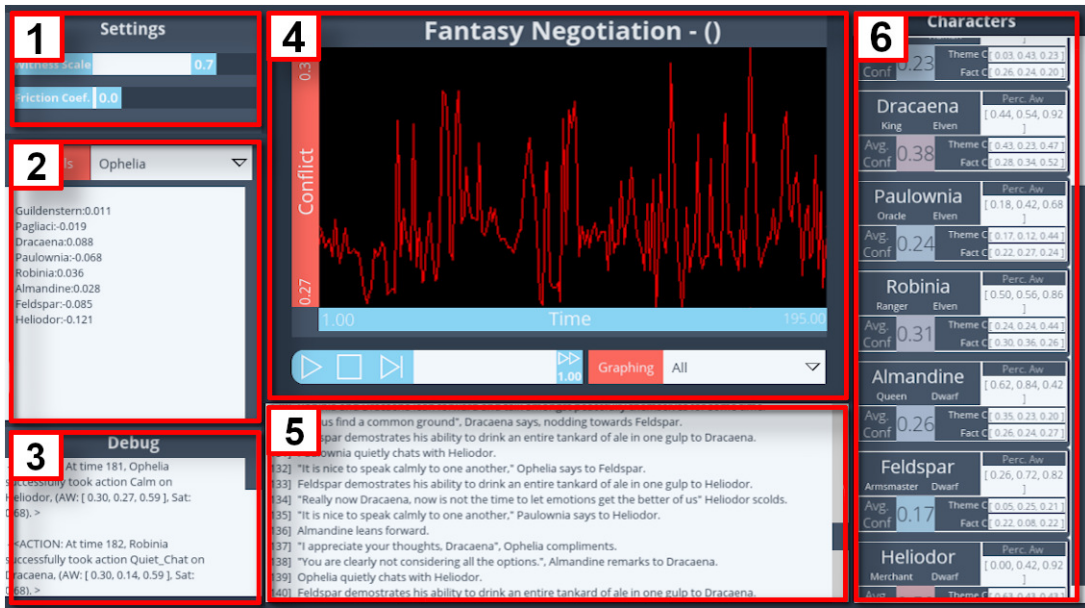 1
Settings
Witness Scale 0.7
Friction Coef. 0.0
2
Ophelia
Guildenstern:0.011
Pagliaci:-0.019
Dracaena:0.088
Paulownia:-0.068
Robinia:0.036
Almandine:0.028
Feldspar:-0.085
Heliodor:-0.121
3
Debug
At time 181, Ophelia
successfully took action Calm on
Heliodor, (AW: [ 0.30, 0.27, 0.59 ], Sat:
0.68). >
<ACTION: At time 182, Robinia
successfully took action Quiet_Chat on
Dracaena, (AW: [ 0.30, 0.14, 0.59 ], Sat:
0.68). >
4
Fantasy Negotiation - ()
Conflict
0.27
1.00 Time 195.00
1.00
Graphing All
5
us find a common ground", Dracaena says, nodding towards Feldspar.
spar demostrates his ability to drink an entire tankard of ale in one gulp to Dracaena.
ownia quietly chats with Heliodor.
132] "It is nice to speak calmly to one another," Ophelia says to Feldspar.
133] Feldspar demostrates his ability to drink an entire tankard of ale in one gulp to Heliodor.
134] "Really now Dracaena, now is not the time to let emotions get the better of us" Heliodor scolds.
135] "It is nice to speak calmly to one another," Paulownia says to Heliodor.
136] Almandine leans forward.
137] "I appreciate your thoughts, Dracaena", Ophelia compliments.
138] "You are clearly not considering all the options.", Almandine remarks to Dracaena.
139] Ophelia quietly chats with Heliodor.
140] Feldspar demostrates his ability to drink an entire tankard of ale in one gulp to Dracaena.
6
Characters
Conf 0.23 Theme C [ 0.03, 0.43, 0.23 ]
Fact C [ 0.26, 0.24, 0.20 ]
Dracaena Perc. Aw
King Elven [ 0.44, 0.54, 0.92 ]
Avg. Conf 0.38 Theme C [ 0.43, 0.23, 0.47 ]
Fact C [ 0.28, 0.34, 0.52 ]
Paulownia Perc. Aw
Oracle Elven [ 0.18, 0.42, 0.68 ]
Avg. Conf 0.24 Theme C [ 0.17, 0.12, 0.44 ]
Fact C [ 0.22, 0.27, 0.24 ]
Robinia Perc. Aw
Ranger Elven [ 0.50, 0.56, 0.86 ]
Avg. Conf 0.31 Theme C [ 0.24, 0.24, 0.44 ]
Fact C [ 0.30, 0.36, 0.26 ]
Almandine Perc. Aw
Queen Dwarf [ 0.62, 0.84, 0.42 ]
Avg. Conf 0.26 Theme C [ 0.35, 0.23, 0.20 ]
Fact C [ 0.26, 0.24, 0.27 ]
Feldspar Perc. Aw
Armsmaster Dwarf [ 0.26, 0.72, 0.82 ]
Avg. Conf 0.17 Theme C [ 0.05, 0.25, 0.21 ]
Fact C [ 0.22, 0.08, 0.22 ]
Heliodor Perc. Aw
Merchant Dwarf [ 0.00, 0.42, 0.92 ]